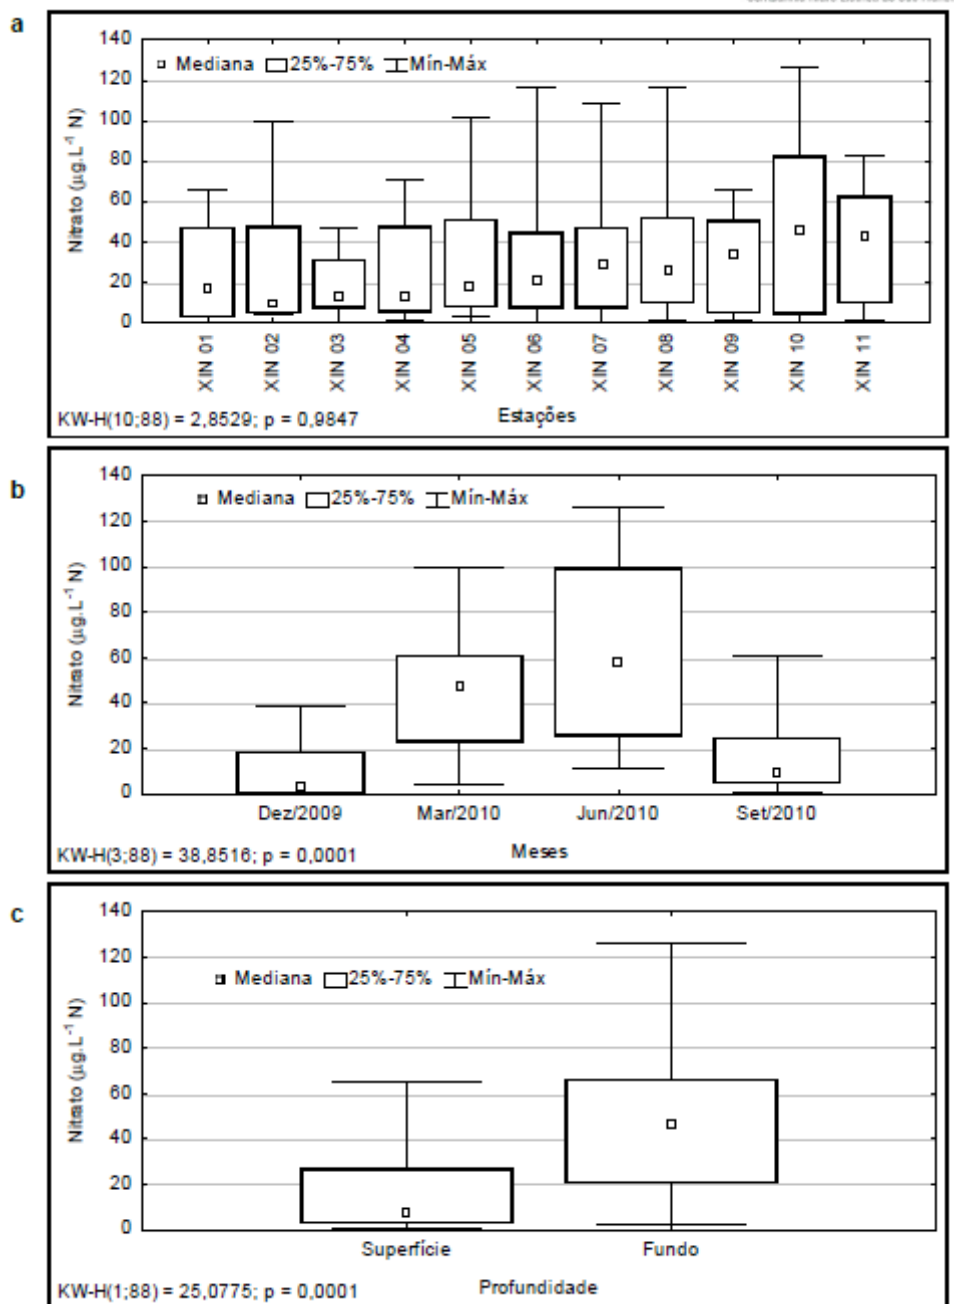 a
140
120
100
80
60
40
20
0
Nitrato (µg.L⁻¹ N)
Mediana 25%-75% Mín-Máx
XIN 01 XIN 02 XIN 03 XIN 04 XIN 05 XIN 06 XIN 07 XIN 08 XIN 09 XIN 10 XIN 11
Estações
KW-H(10;88) = 2,8529; p = 0,9847
b
140
120
100
80
60
40
20
0
Nitrato (µg.L⁻¹ N)
Mediana 25%-75% Mín-Máx
Dez/2009 Mar/2010 Jun/2010 Set/2010
Meses
KW-H(3;88) = 38,8516; p = 0,0001
c
140
120
100
80
60
40
20
0
Nitrato (µg.L⁻¹ N)
Mediana 25%-75% Mín-Máx
Superfície Fundo
Profundidade
KW-H(1;88) = 25,0775; p = 0,0001